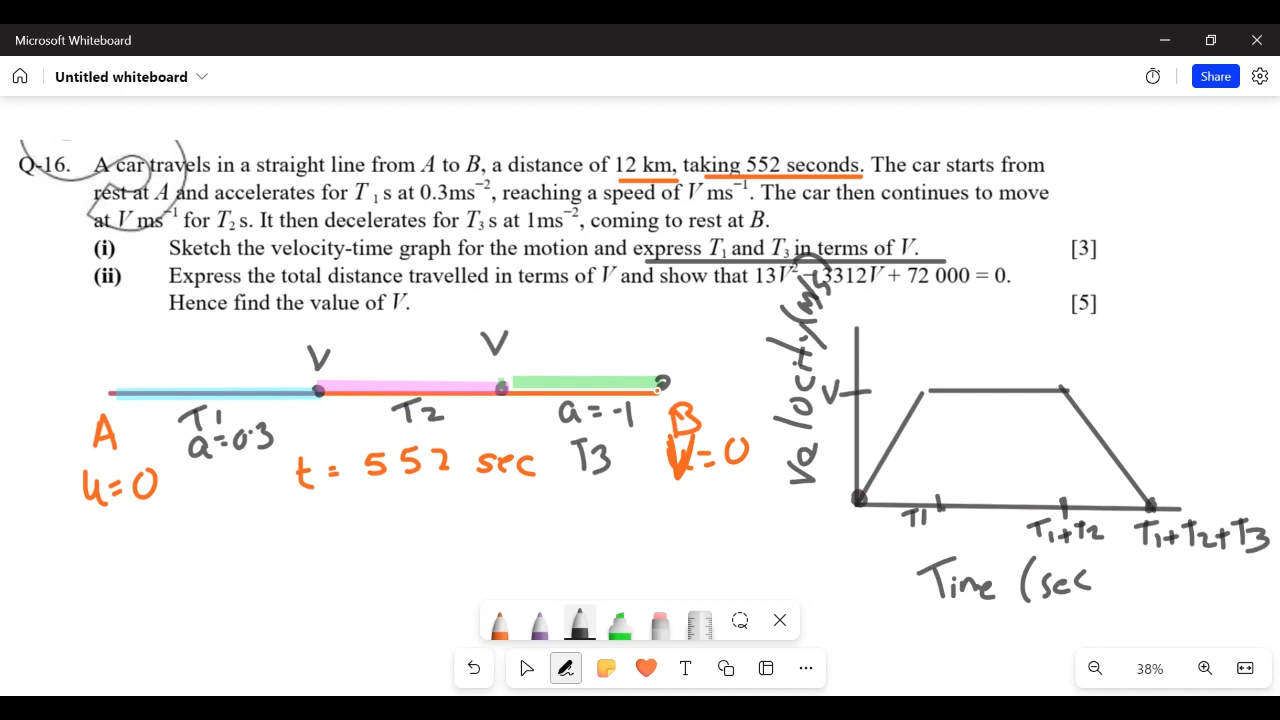 Microsoft Whiteboard
Untitled whiteboard
Share
Q-16. A car travels in a straight line from A to B, a distance of 12 km, taking 552 seconds. The car starts from
rest at A and accelerates for T₁ s at 0.3ms⁻², reaching a speed of V ms⁻¹. The car then continues to move
at V ms⁻¹ for T₂ s. It then decelerates for T₃ s at 1ms⁻², coming to rest at B.
(i) Sketch the velocity-time graph for the motion and express T₁ and T₃ in terms of V. [3]
(ii) Express the total distance travelled in terms of V and show that 13V² – 3312V + 72 000 = 0.
Hence find the value of V. [5]
V
V
T1
a=0.3
T2
a=-1
T3
A
u=0
t= 552 sec
B
V=0
Velocity (m/s)
V
T1
T1+T2
T1+T2+T3
Time (sec
38%